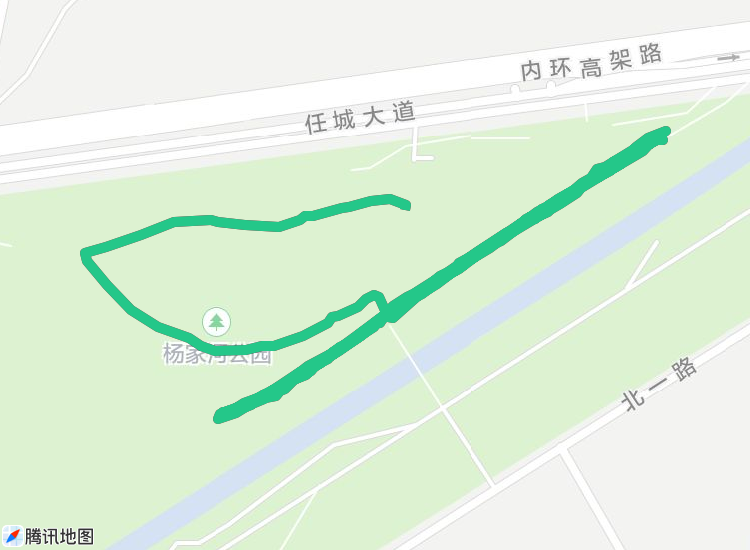 内环高架路
任城大道
杨家河公园
北一路
腾讯地图